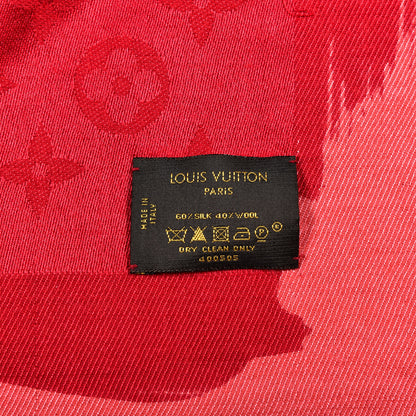 LOUIS VUITTON
PARIS
MADE IN
ITALY
60%SILK 40%WOOL
P
DRY CLEAN ONLY
400505